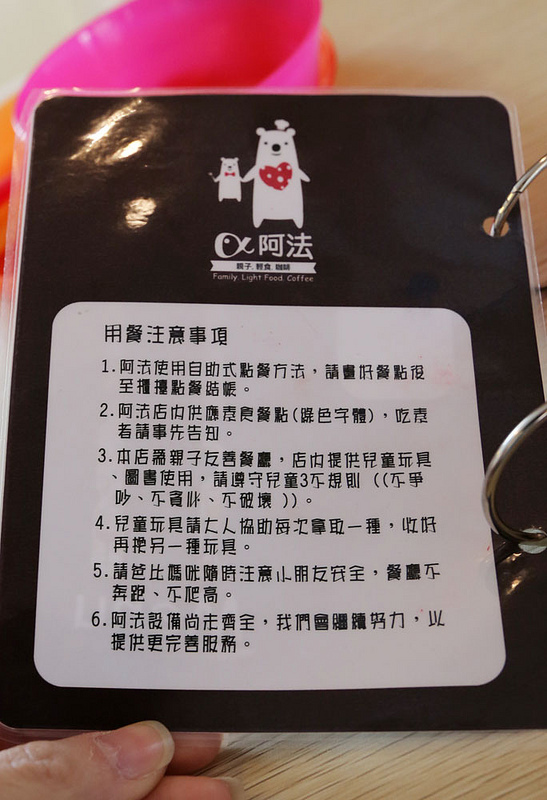 α阿法
親子.輕食.咖啡
Family. Light Food. Coffee
用餐注意事項
1.阿法使用自助式點餐方法，請畫好餐點後
至櫃檯點餐結帳。
2.阿法店內供應素食餐點(綠色字體)，吃素
者請事先告知。
3.本店為親子友善餐廳，店內提供兒童玩具
、圖書使用，請遵守兒童3不規則 ((不爭
吵、不貪心、不破壞 ))。
4.兒童玩具請大人協助每次拿取一種，收好
再換另一種玩具。
5.請爸比媽咪隨時注意小朋友安全，餐廳不
奔跑、不爬高。
6.阿法設備尚未齊全，我們會繼續努力，以
提供更完善服務。